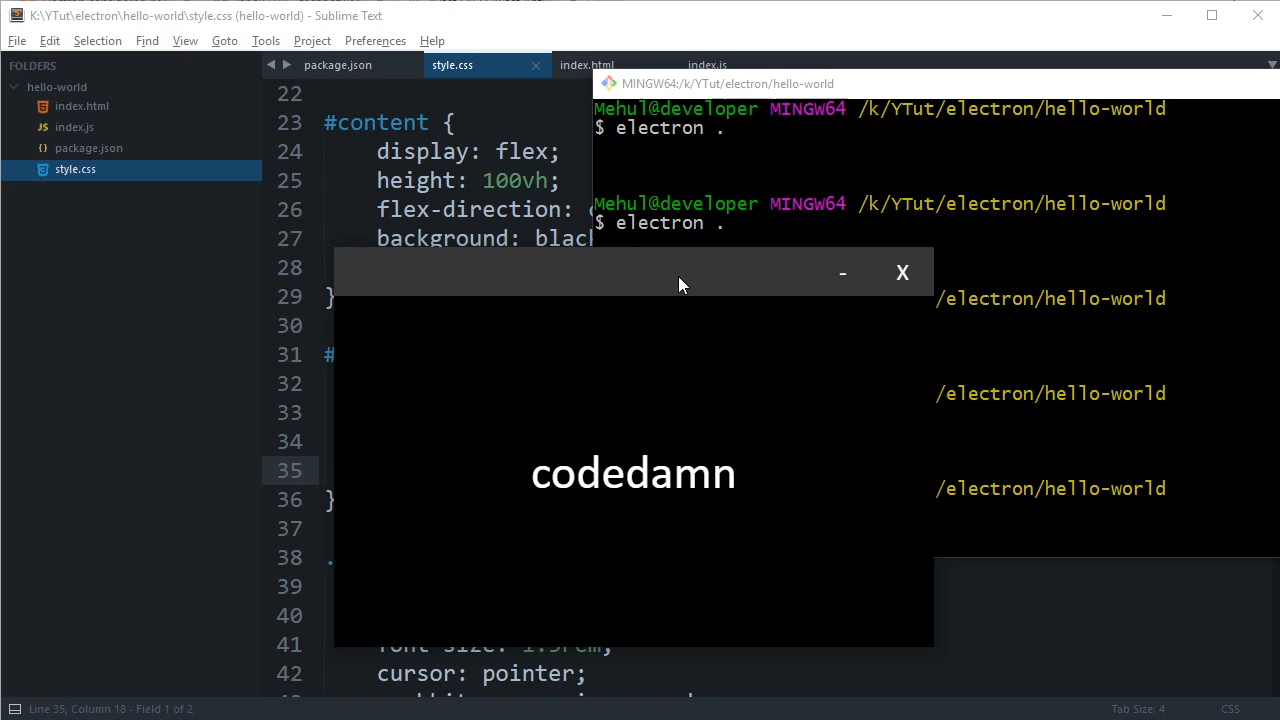 K:\YTut\electron\hello-world\style.css (hello-world) - Sublime Text
File Edit Selection Find View Goto Tools Project Preferences Help
FOLDERS
hello-world
index.html
index.js
package.json
style.css
package.json style.css index.html index.js
22
23 #content {
24 display: flex;
25 height: 100vh;
26 flex-direction:
27 background: blac
28
29 }
30
31 #
32
33
34
35
36 }
37
38 .
39
40
41 font-size: 1.5rem;
42 cursor: pointer;
MINGW64:/k/YTut/electron/hello-world
Mehul@developer MINGW64 /k/YTut/electron/hello-world
$ electron .
Mehul@developer MINGW64 /k/YTut/electron/hello-world
$ electron .
/electron/hello-world
/electron/hello-world
/electron/hello-world
- X
codedamn
Line 35, Column 18 - Field 1 of 2
Tab Size: 4
CSS